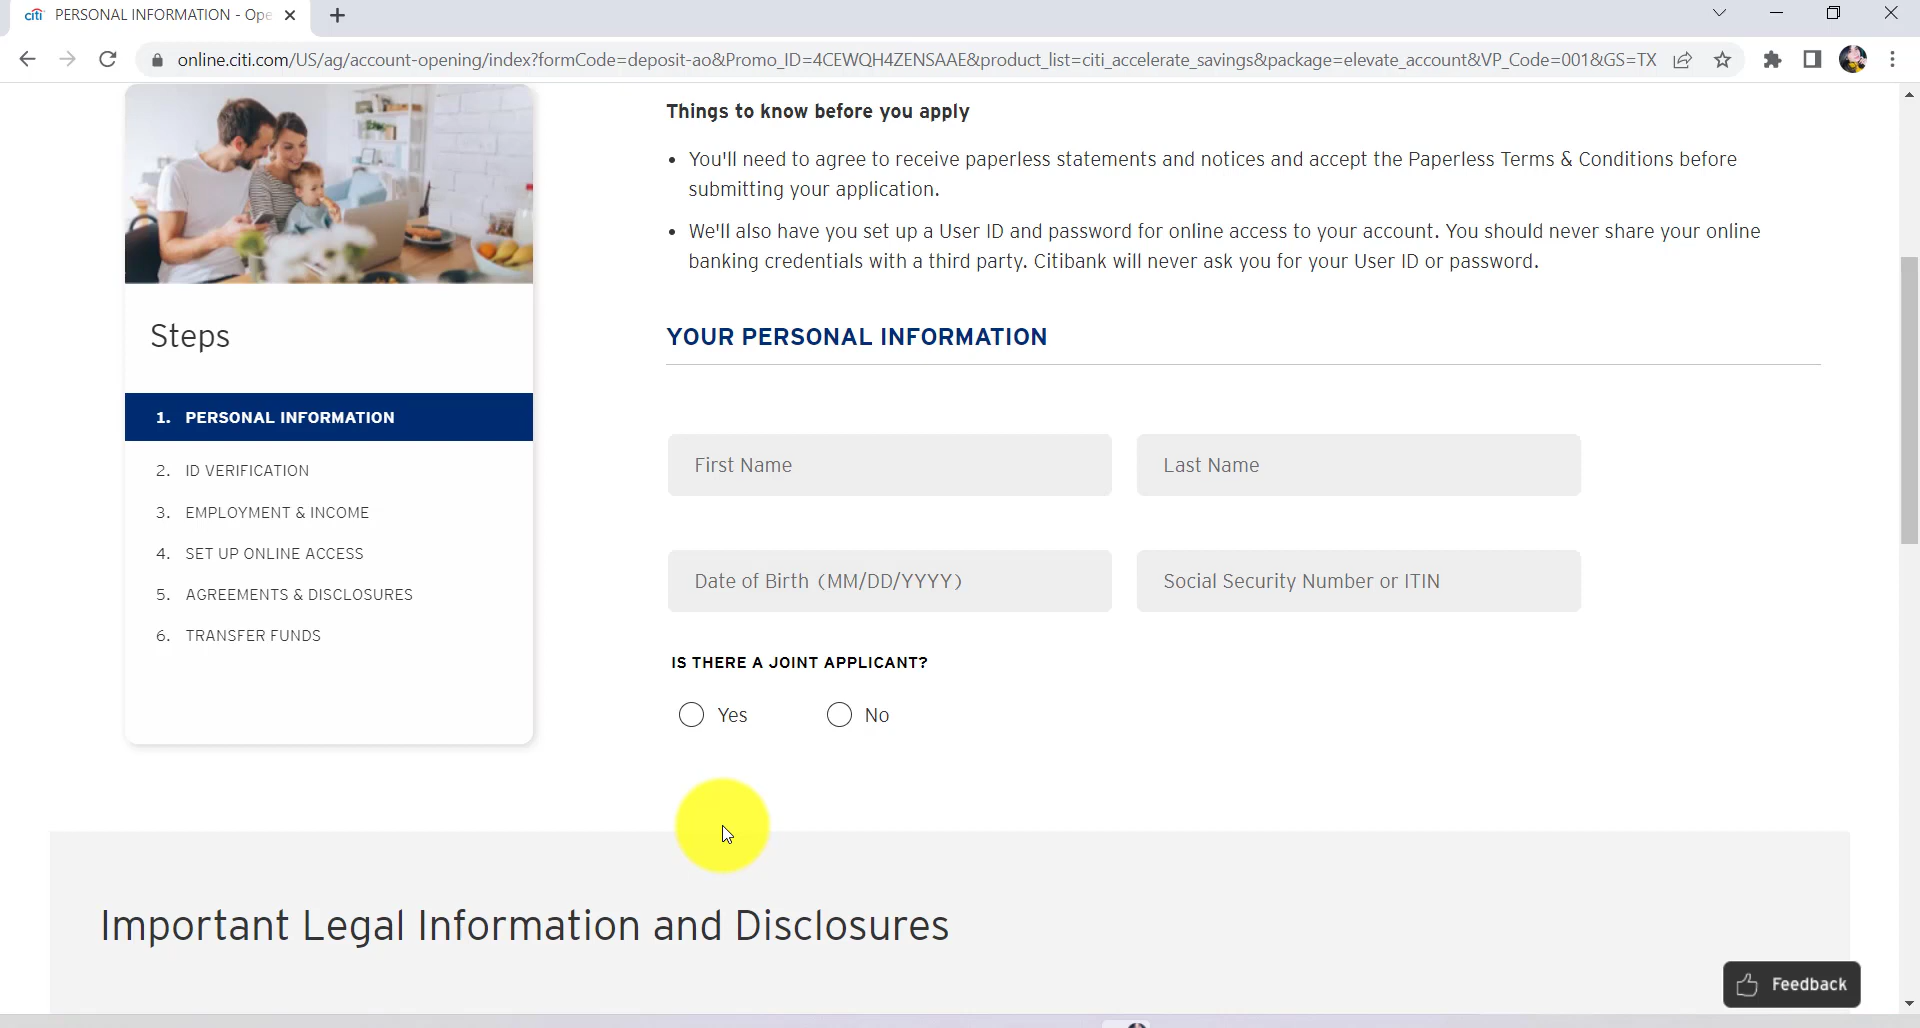 citi PERSONAL INFORMATION - Ope
online.citi.com/US/ag/account-opening/index?formCode=deposit-ao&Promo_ID=4CEWQH4ZENSAAE&product_list=citi_accelerate_savings&package=elevate_account&VP_Code=001&GS=TX
Things to know before you apply
• You'll need to agree to receive paperless statements and notices and accept the Paperless Terms & Conditions before
submitting your application.
• We'll also have you set up a User ID and password for online access to your account. You should never share your online
banking credentials with a third party. Citibank will never ask you for your User ID or password.
Steps
1. PERSONAL INFORMATION
2. ID VERIFICATION
3. EMPLOYMENT & INCOME
4. SET UP ONLINE ACCESS
5. AGREEMENTS & DISCLOSURES
6. TRANSFER FUNDS
YOUR PERSONAL INFORMATION
First Name
Last Name
Date of Birth (MM/DD/YYYY)
Social Security Number or ITIN
IS THERE A JOINT APPLICANT?
Yes
No
Important Legal Information and Disclosures
Feedback